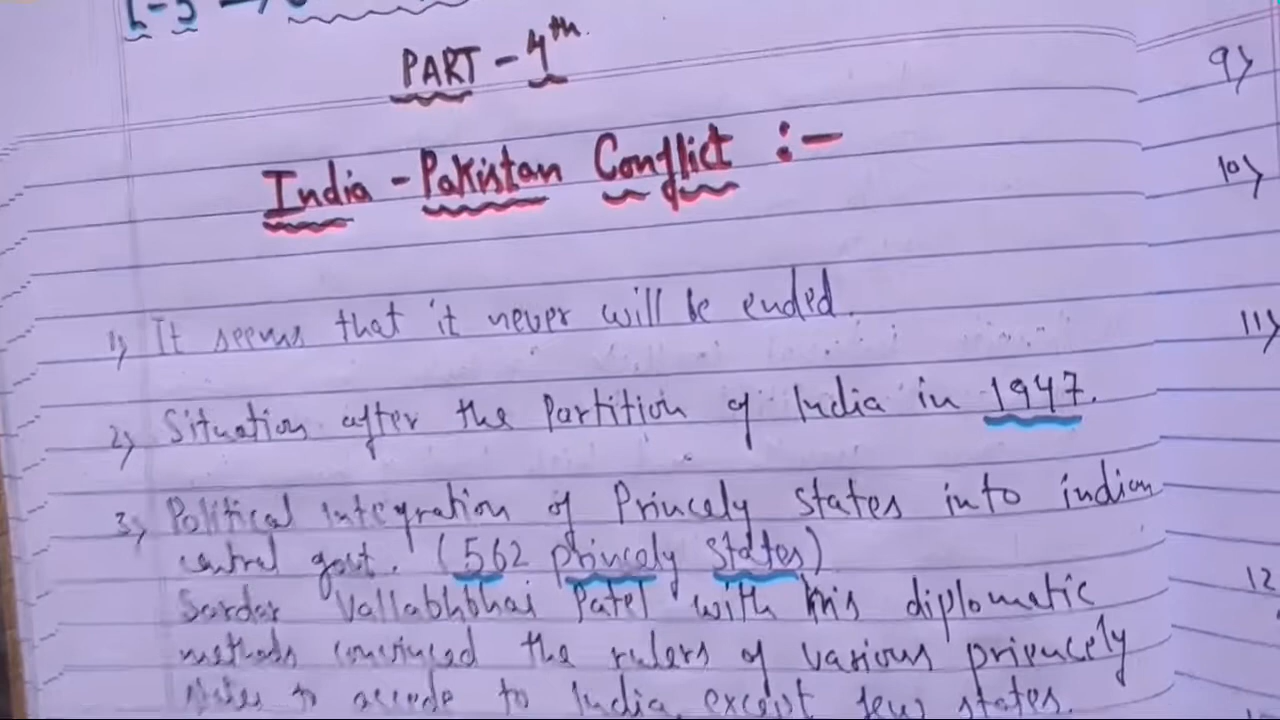 L-5
PART - 4th.
India - Pakistan Conflict :-
1) It seems that it never will be ended.
2) Situation after the Partition of India in 1947.
3) Political integration of Princely states into indian
central govt. (562 princely states)
Sardar Vallabhbhai Patel with his diplomatic
methods convinced the rulers of various priencely
states to accede to India except few states.
9)
10)
11)
12